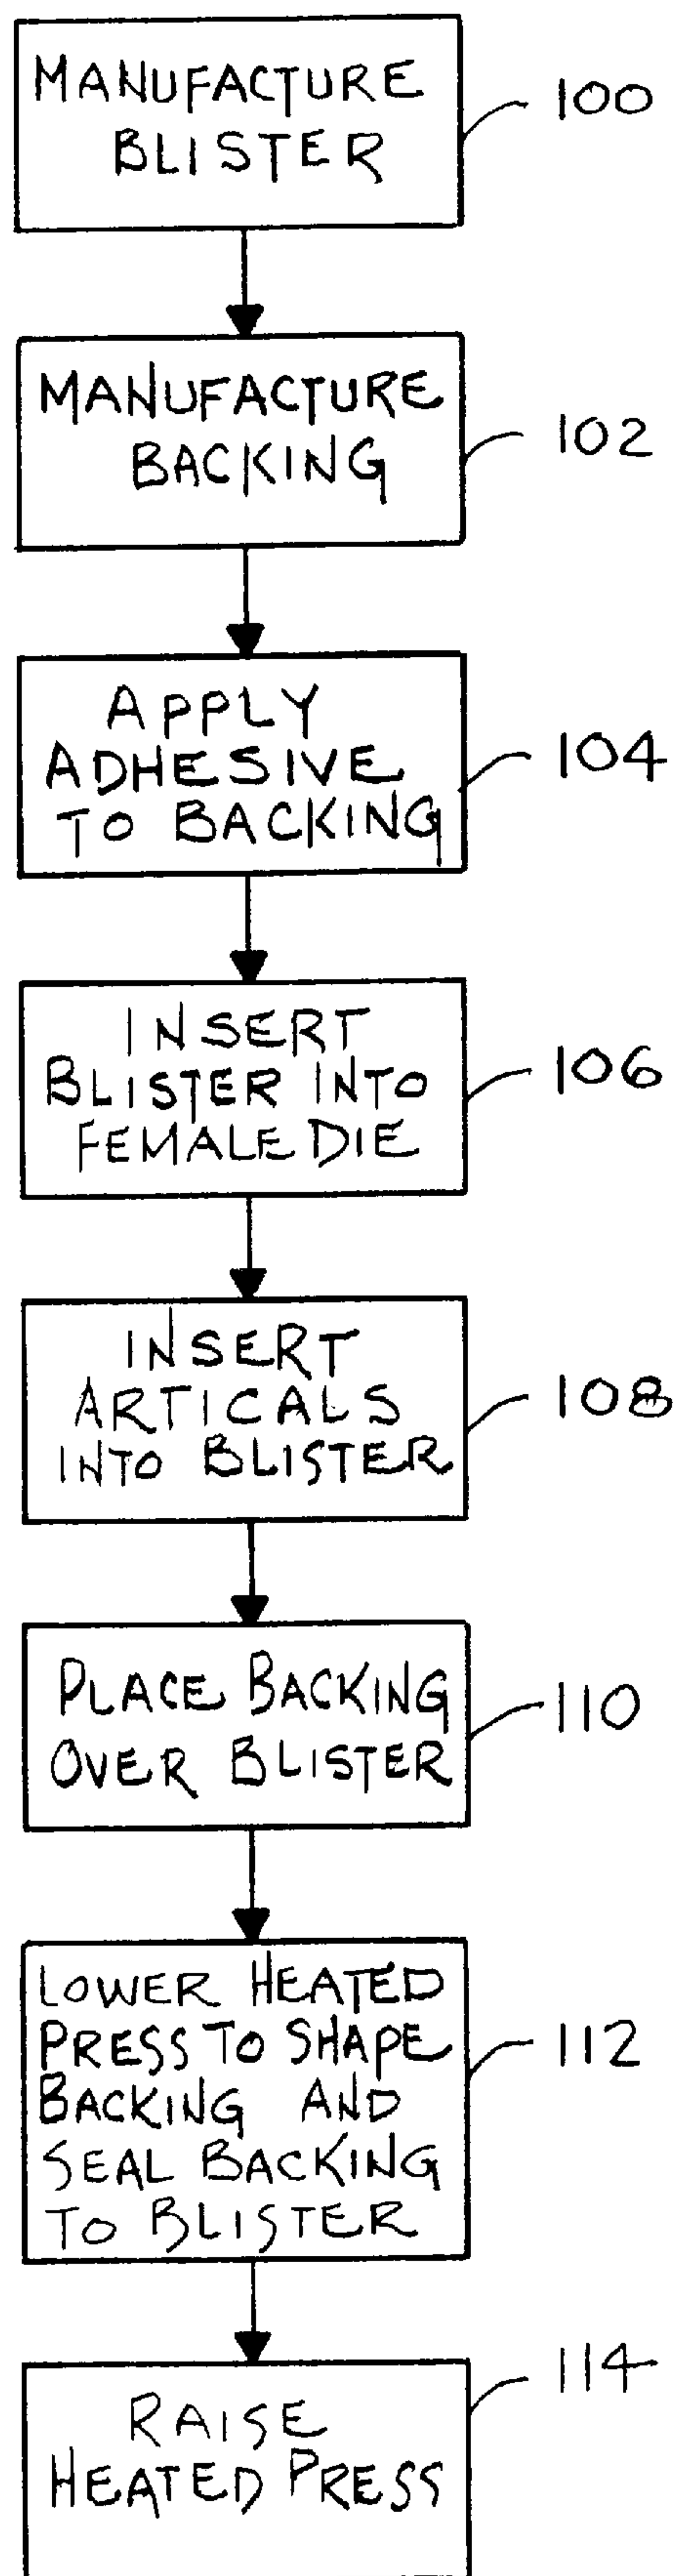 MANUFACTURE
BLISTER
100
MANUFACTURE
BACKING
102
APPLY
ADHESIVE
TO BACKING
104
INSERT
BLISTER INTO
FEMALE DIE
106
INSERT
ARTICALS
INTO BLISTER
108
PLACE BACKING
OVER BLISTER
110
LOWER HEATED
PRESS TO SHAPE
BACKING AND
SEAL BACKING
TO BLISTER
112
RAISE
HEATED PRESS
114